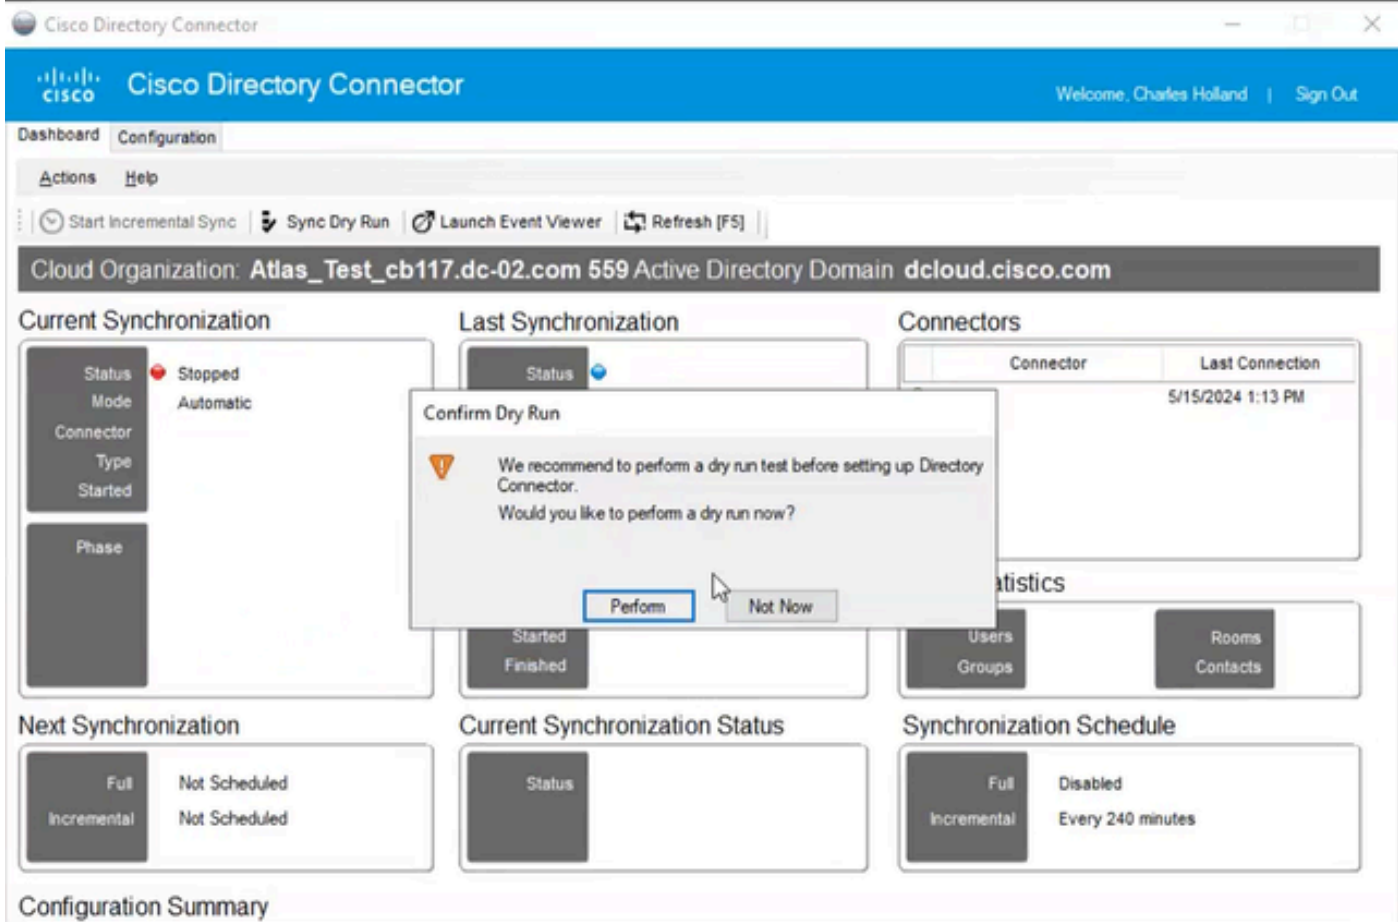 Cisco Directory Connector
CISCO Cisco Directory Connector
Welcome, Charles Holland | Sign Out
Dashboard Configuration
Actions Help
Start Incremental Sync Sync Dry Run Launch Event Viewer Refresh [F5]
Cloud Organization: Atlas_Test_cb117.dc-02.com 559 Active Directory Domain dcloud.cisco.com
Current Synchronization
Status Stopped
Mode Automatic
Connector
Type
Started
Phase
Last Synchronization
Status
Started
Finished
Connectors
Connector Last Connection
5/15/2024 1:13 PM
Confirm Dry Run
We recommend to perform a dry run test before setting up Directory
Connector.
Would you like to perform a dry run now?
Perform Not Now
atistics
Users Rooms
Groups Contacts
Next Synchronization
Full Not Scheduled
Incremental Not Scheduled
Current Synchronization Status
Status
Synchronization Schedule
Full Disabled
Incremental Every 240 minutes
Configuration Summary